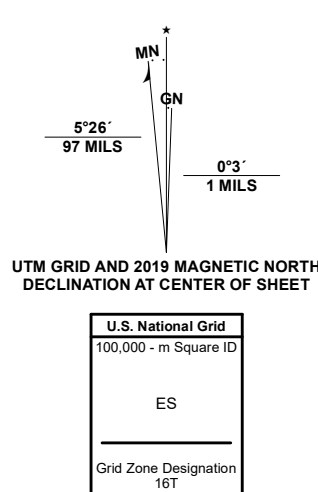 ★
MN
GN
5°26´
97 MILS
0°3´
1 MILS
UTM GRID AND 2019 MAGNETIC NORTH
DECLINATION AT CENTER OF SHEET
U.S. National Grid
100,000 - m Square ID
ES
Grid Zone Designation
16T